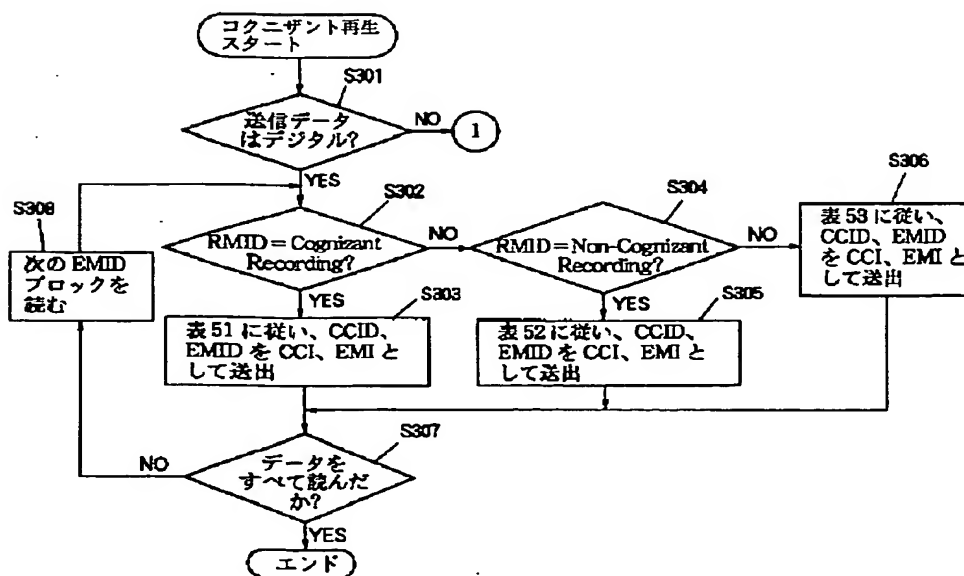 コクニザント再生
スタート
S301
送信データ
はデジタル?
NO
1
YES
S302
RMID=Cognizant
Recording?
NO
S304
RMID=Non-Cognizant
Recording?
NO
S306
表53に従い、
CCID、EMID
をCCI、EMIと
して送出
S308
次のEMID
ブロックを
読む
YES
S303
表51に従い、CCID、
EMIDをCCI、EMIと
して送出
YES
S305
表52に従い、CCID、
EMIDをCCI、EMIと
して送出
S307
データを
すべて読んだ
か?
NO
YES
エンド